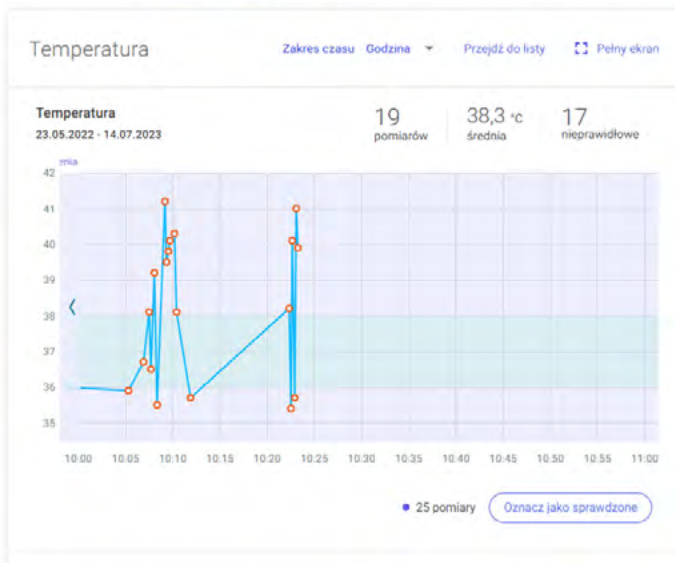 Temperatura
Zakres czasu Godzina
Przejdź do listy
Pełny ekran
Temperatura
23.05.2022 - 14.07.2023
19
pomiarów
38,3 °C
średnia
17
nieprawidłowe
42
41
40
39
38
37
36
35
10:00 10:05 10:10 10:15 10:20 10:25 10:30 10:35 10:40 10:45 10:50 10:55 11:00
25 pomiary
Oznacz jako sprawdzone